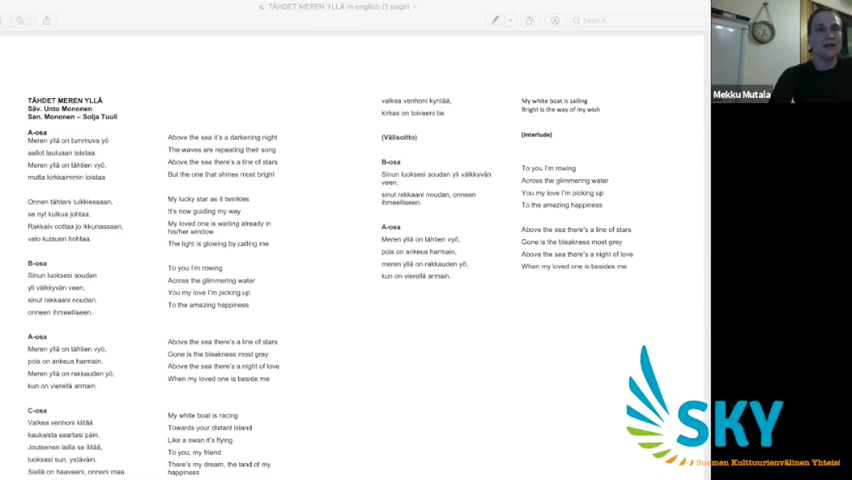 TÄHDET MEREN YLLÄ in english (1 page)
Search
Mekku Mutala
TÄHDET MEREN YLLÄ
Säv. Unto Mononen
San. Mononen – Solja Tuuli
A-osa
Meren yllä on tummuva yö
aallot lauluaan toistaa.
Meren yllä on tähtien vyö,
mutta kirkkaimmin loistaa
Onnen tähteni tuikkiessaan,
se nyt kulkua johtaa.
Rakkain oottaa jo ikkunassaan,
valo kutsuen hohtaa.
B-osa
Sinun luoksesi soudan
yli välkkyvän veen,
sinut rakkaani noudan,
onneen ihmeelliseen.
A-osa
Meren yllä on tähtien vyö,
pois on ankeus harmain.
Meren yllä on rakkauden yö,
kun on vierellä armain.
C-osa
Valkea venhoni kiitää
kaukaista saartasi päin.
Joutsenen lailla se liitää,
luoksesi sun, ystäväin.
Siellä on haaveeni, onneni maa.
Above the sea it's a darkening night
The waves are repeating their song
Above the sea there's a line of stars
But the one that shines most bright
My lucky star as it twinkles
It's now guiding my way
My loved one is waiting already in
his/her window
The light is glowing by calling me
To you I'm rowing
Across the glimmering water
You my love I'm picking up
To the amazing happiness
Above the sea there's a line of stars
Gone is the bleakness most grey
Above the sea there's a night of love
When my loved one is beside me
My white boat is racing
Towards your distant island
Like a swan it's flying
To you, my friend
There's my dream, the land of my
happiness
valkea venhoni kyntää,
kirkas on toiveeni tie.
(Välisoitto)
B-osa
Sinun luoksesi soudan yli välkkyvän
veen,
sinut rakkaani noudan, onneen
ihmeelliseen.
A-osa
Meren yllä on tähtien vyö,
pois on ankeus harmain,
meren yllä on rakkauden yö,
kun on vierellä armain.
My white boat is sailing
Bright is the way of my wish
(Interlude)
To you I'm rowing
Across the glimmering water
You my love I'm picking up
To the amazing happiness
Above the sea there's a line of stars
Gone is the bleakness most grey
Above the sea there's a night of love
When my loved one is beside me
SKY
Suomen Kulttuurienvälinen Yhteisö